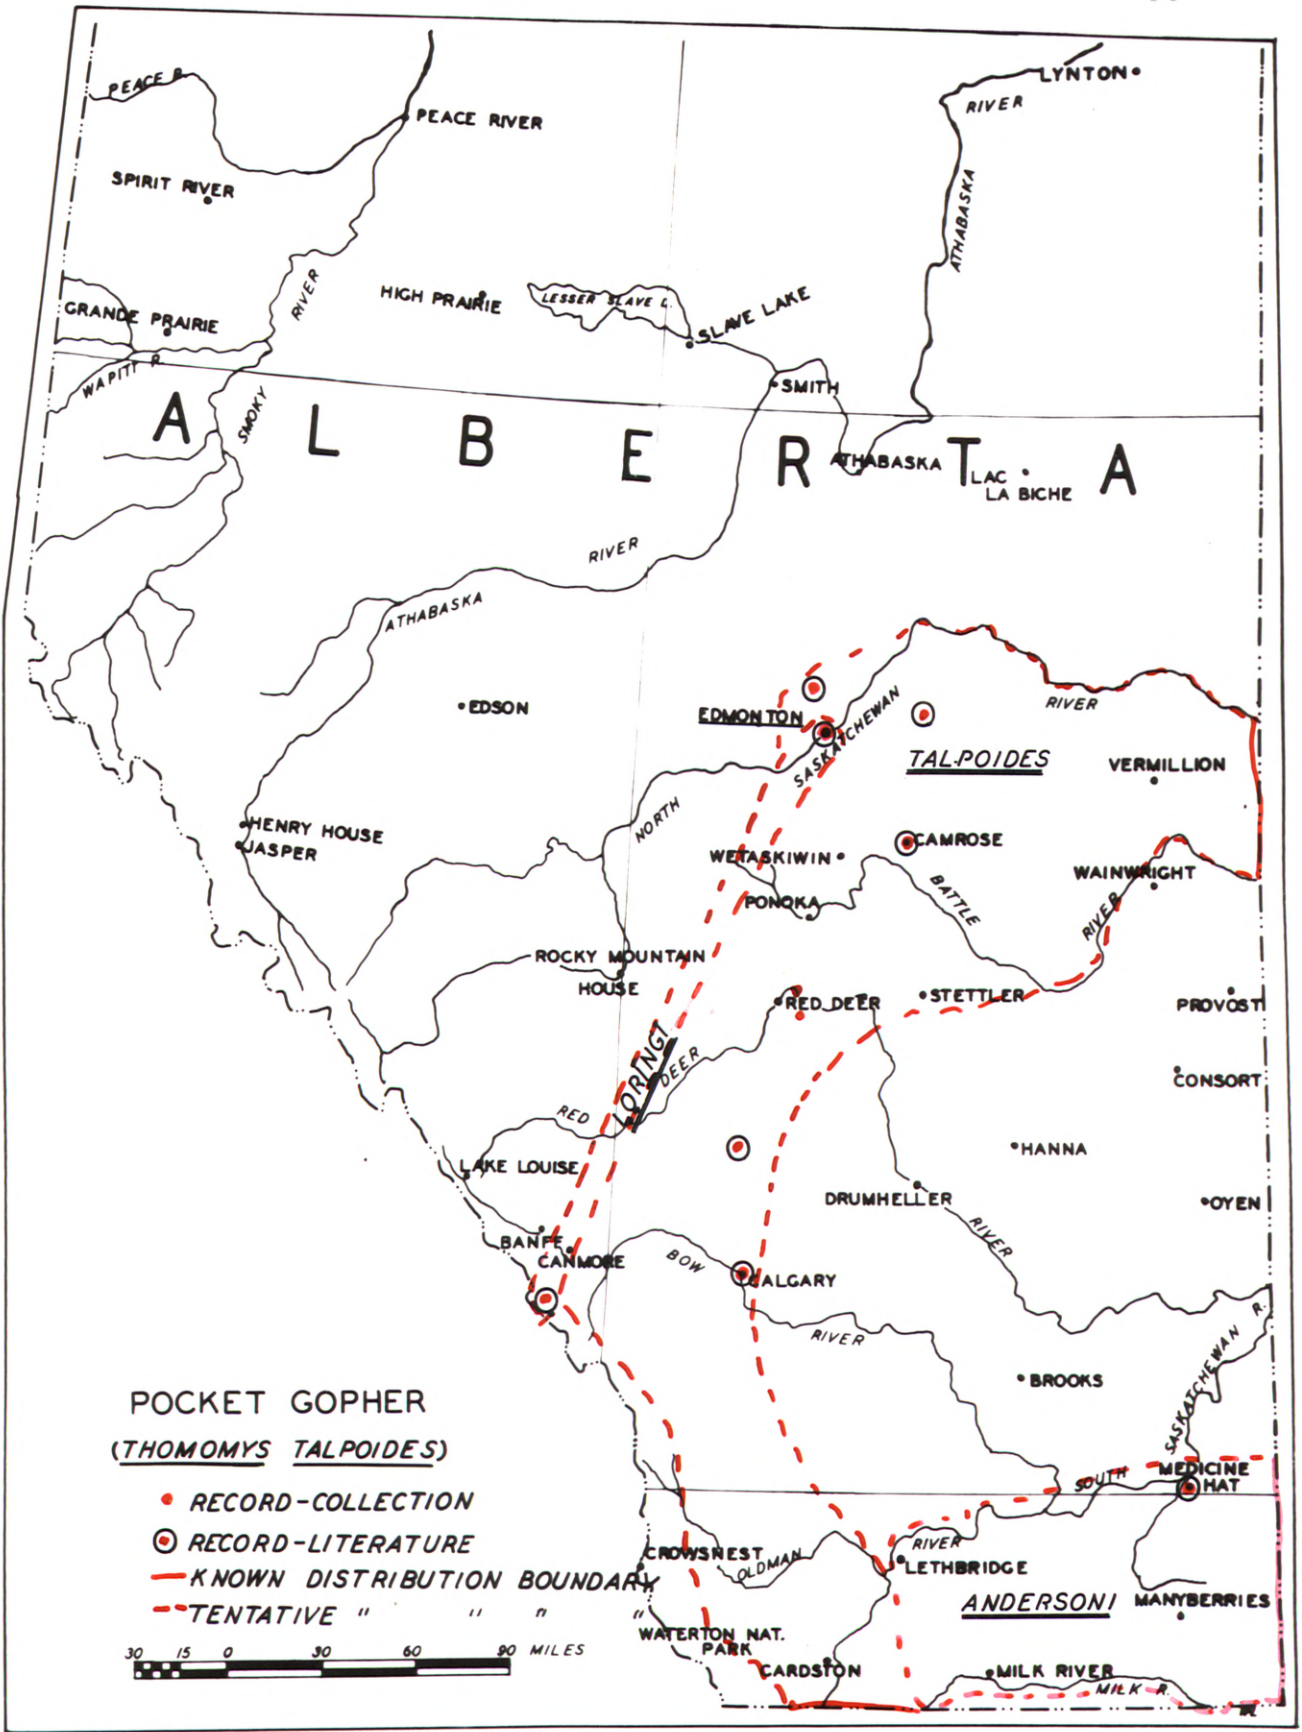 LYNTON
RIVER
PEACE R.
PEACE RIVER
SPIRIT RIVER
ATHABASKA
RIVER
HIGH PRAIRIE
LESSER SLAVE L.
SLAVE LAKE
GRANDE PRAIRIE
WAPITI R.
SMOKY
SMITH
ALBERTA
ATHABASKA
LAC
LA BICHE
RIVER
ATHABASKA
EDSON
EDMONTON
SASKATCHEWAN
RIVER
TALPOIDES
VERMILLION
HENRY HOUSE
JASPER
NORTH
WETASKIWIN
CAMROSE
WAINWRIGHT
PONOKA
BATTLE
RIVER
ROCKY MOUNTAIN
HOUSE
RED DEER
STETTLER
PROVOST
LORINGI
DEER
RED
CONSORT
HANNA
LAKE LOUISE
DRUMHELLER
OYEN
RIVER
BANFF
CANMORE
BOW
CALGARY
RIVER
SASKATCHEWAN R.
BROOKS
POCKET GOPHER
(THOMOMYS TALPOIDES)
RECORD-COLLECTION
RECORD-LITERATURE
KNOWN DISTRIBUTION BOUNDARY
TENTATIVE " " " "
30 15 0 30 90 MILES
SOUTH
MEDICINE
HAT
CROWSNEST
OLDMAN
RIVER
LETHBRIDGE
ANDERSONI
MANYBERRIES
WATERTON NAT.
PARK
CARDSTON
MILK RIVER
MILK R.